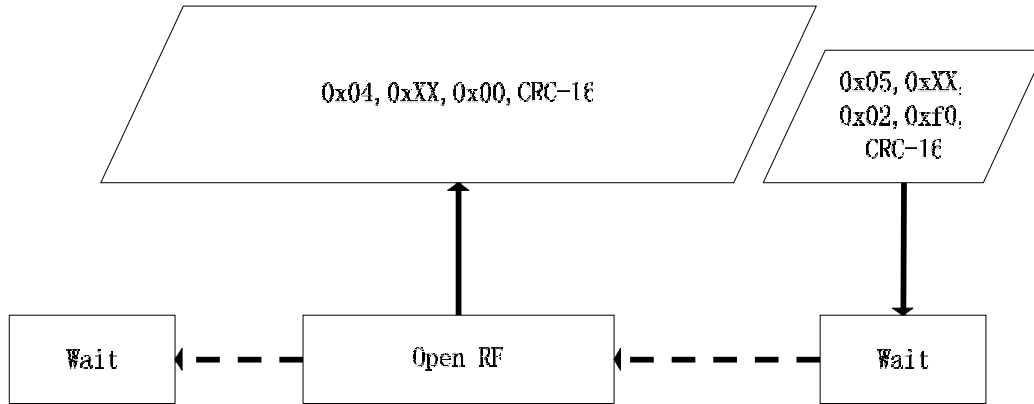 0x04, 0xXX, 0x00, CRC-16
0x05, 0xXX,
0x02, 0xf0,
CRC-16
Wait
Open RF
Wait